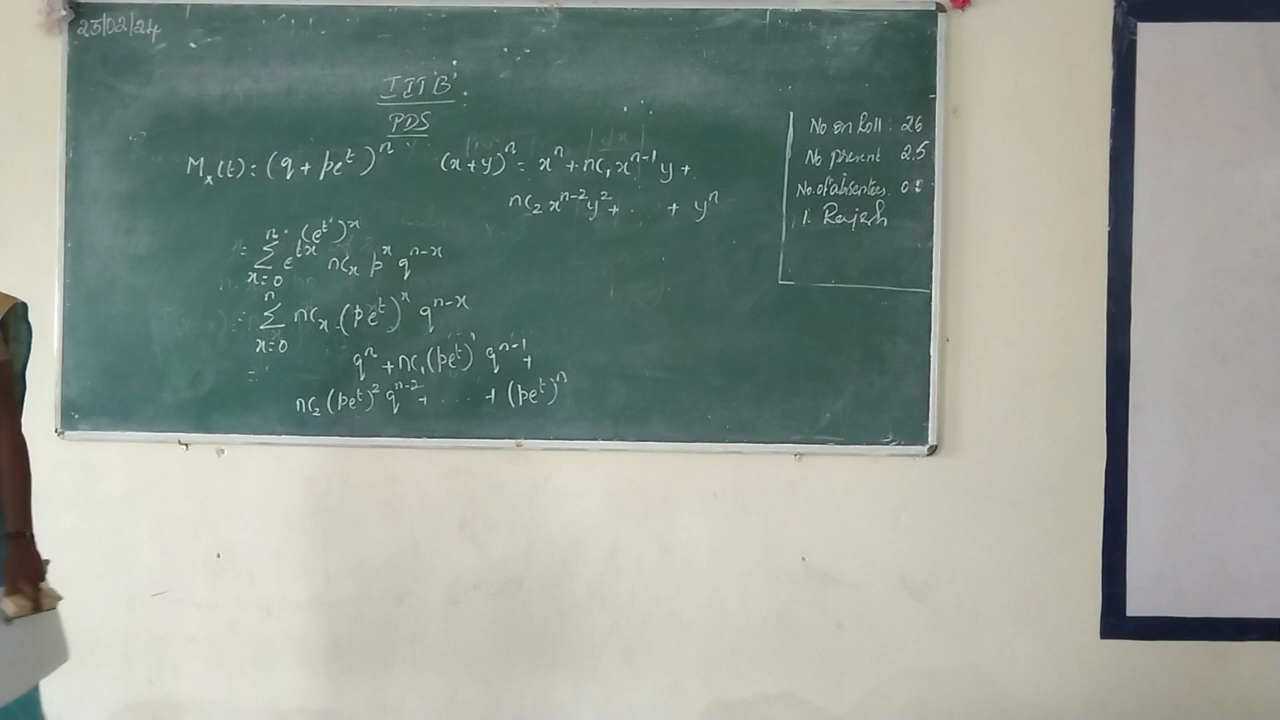 23/02/24
IIIB
PDS
Mx(t) : (q + pe^t)^n
(x+y)^n = x^n + nC₁ x^(n-1) y +
nC₂ x^(n-2) y² + . . + y^n
(e^t)^x
= Σ_(x=0)^n e^(tx) nCx p^x q^(n-x)
= Σ_(x=0)^n nCx (pe^t)^x q^(n-x)
= q^n + nC₁ (pe^t)^1 q^(n-1) +
nC₂ (pe^t)² q^(n-2) + . . . + (pe^t)^n
No on Roll : 26
No present 25
No. of absentees 01
1. Rajesh